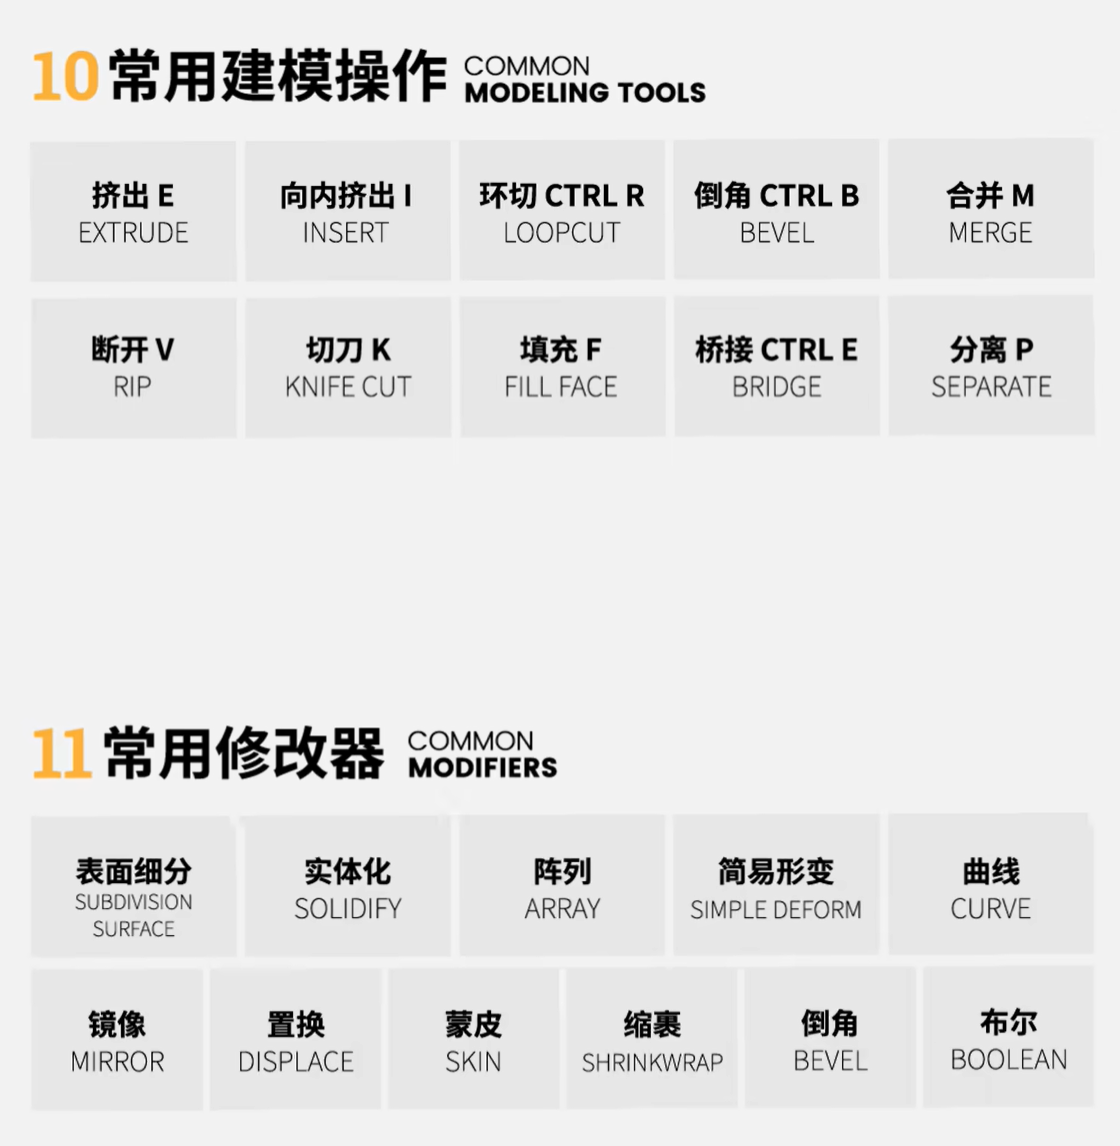 10 常用建模操作 COMMON
MODELING TOOLS
挤出 E
EXTRUDE
向内挤出 I
INSERT
环切 CTRL R
LOOPCUT
倒角 CTRL B
BEVEL
合并 M
MERGE
断开 V
RIP
切刀 K
KNIFE CUT
填充 F
FILL FACE
桥接 CTRL E
BRIDGE
分离 P
SEPARATE
11 常用修改器 COMMON
MODIFIERS
表面细分
SUBDIVISION
SURFACE
实体化
SOLIDIFY
阵列
ARRAY
简易形变
SIMPLE DEFORM
曲线
CURVE
镜像
MIRROR
置换
DISPLACE
蒙皮
SKIN
缩裹
SHRINKWRAP
倒角
BEVEL
布尔
BOOLEAN